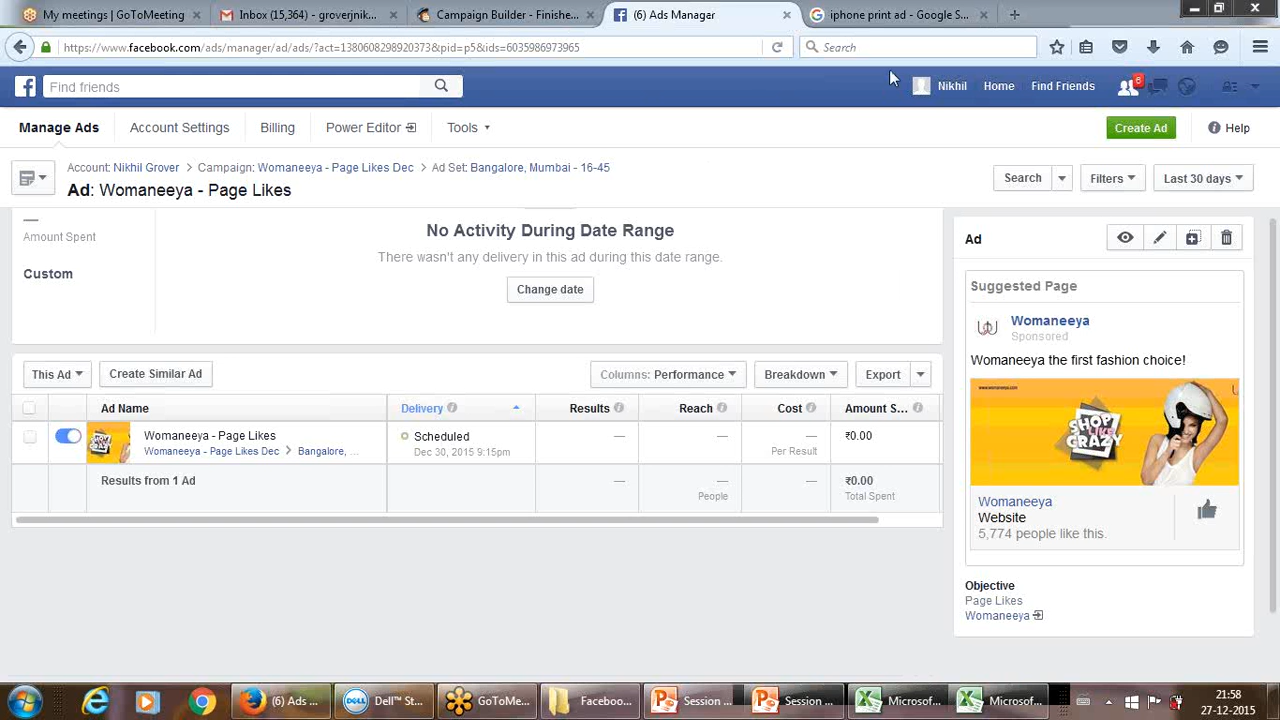 My meetings | GoToMeeting
Inbox (15,364) - groverjnik...
Campaign Builder - Finishe...
(6) Ads Manager
iphone print ad - Google S...
https://www.facebook.com/ads/manager/ad/ads/?act=1380608298920373&pid=p5&ids=6035986973965
Search
Find friends
Nikhil
Home
Find Friends
6
Manage Ads
Account Settings
Billing
Power Editor
Tools
Create Ad
Help
Account: Nikhil Grover > Campaign: Womaneeya - Page Likes Dec > Ad Set: Bangalore, Mumbai - 16-45
Ad: Womaneeya - Page Likes
Search
Filters
Last 30 days
Amount Spent
Custom
No Activity During Date Range
There wasn't any delivery in this ad during this date range.
Change date
This Ad
Create Similar Ad
Columns: Performance
Breakdown
Export
Ad Name
Delivery
Results
Reach
Cost
Amount S...
Womaneeya - Page Likes
Womaneeya - Page Likes Dec > Bangalore, ...
Scheduled
Dec 30, 2015 9:15pm
—
—
—
Per Result
₹0.00
Results from 1 Ad
—
—
People
—
₹0.00
Total Spent
Ad
Suggested Page
Womaneeya
Sponsored
Womaneeya the first fashion choice!
SHOP
LIKE
CRAZY
Womaneeya
Website
5,774 people like this.
Objective
Page Likes
Womaneeya
(6) Ads ...
Dell™ St...
GoToMe...
Faceboo...
Session ...
Session ...
Microsof...
Microsof...
21:58
27-12-2015